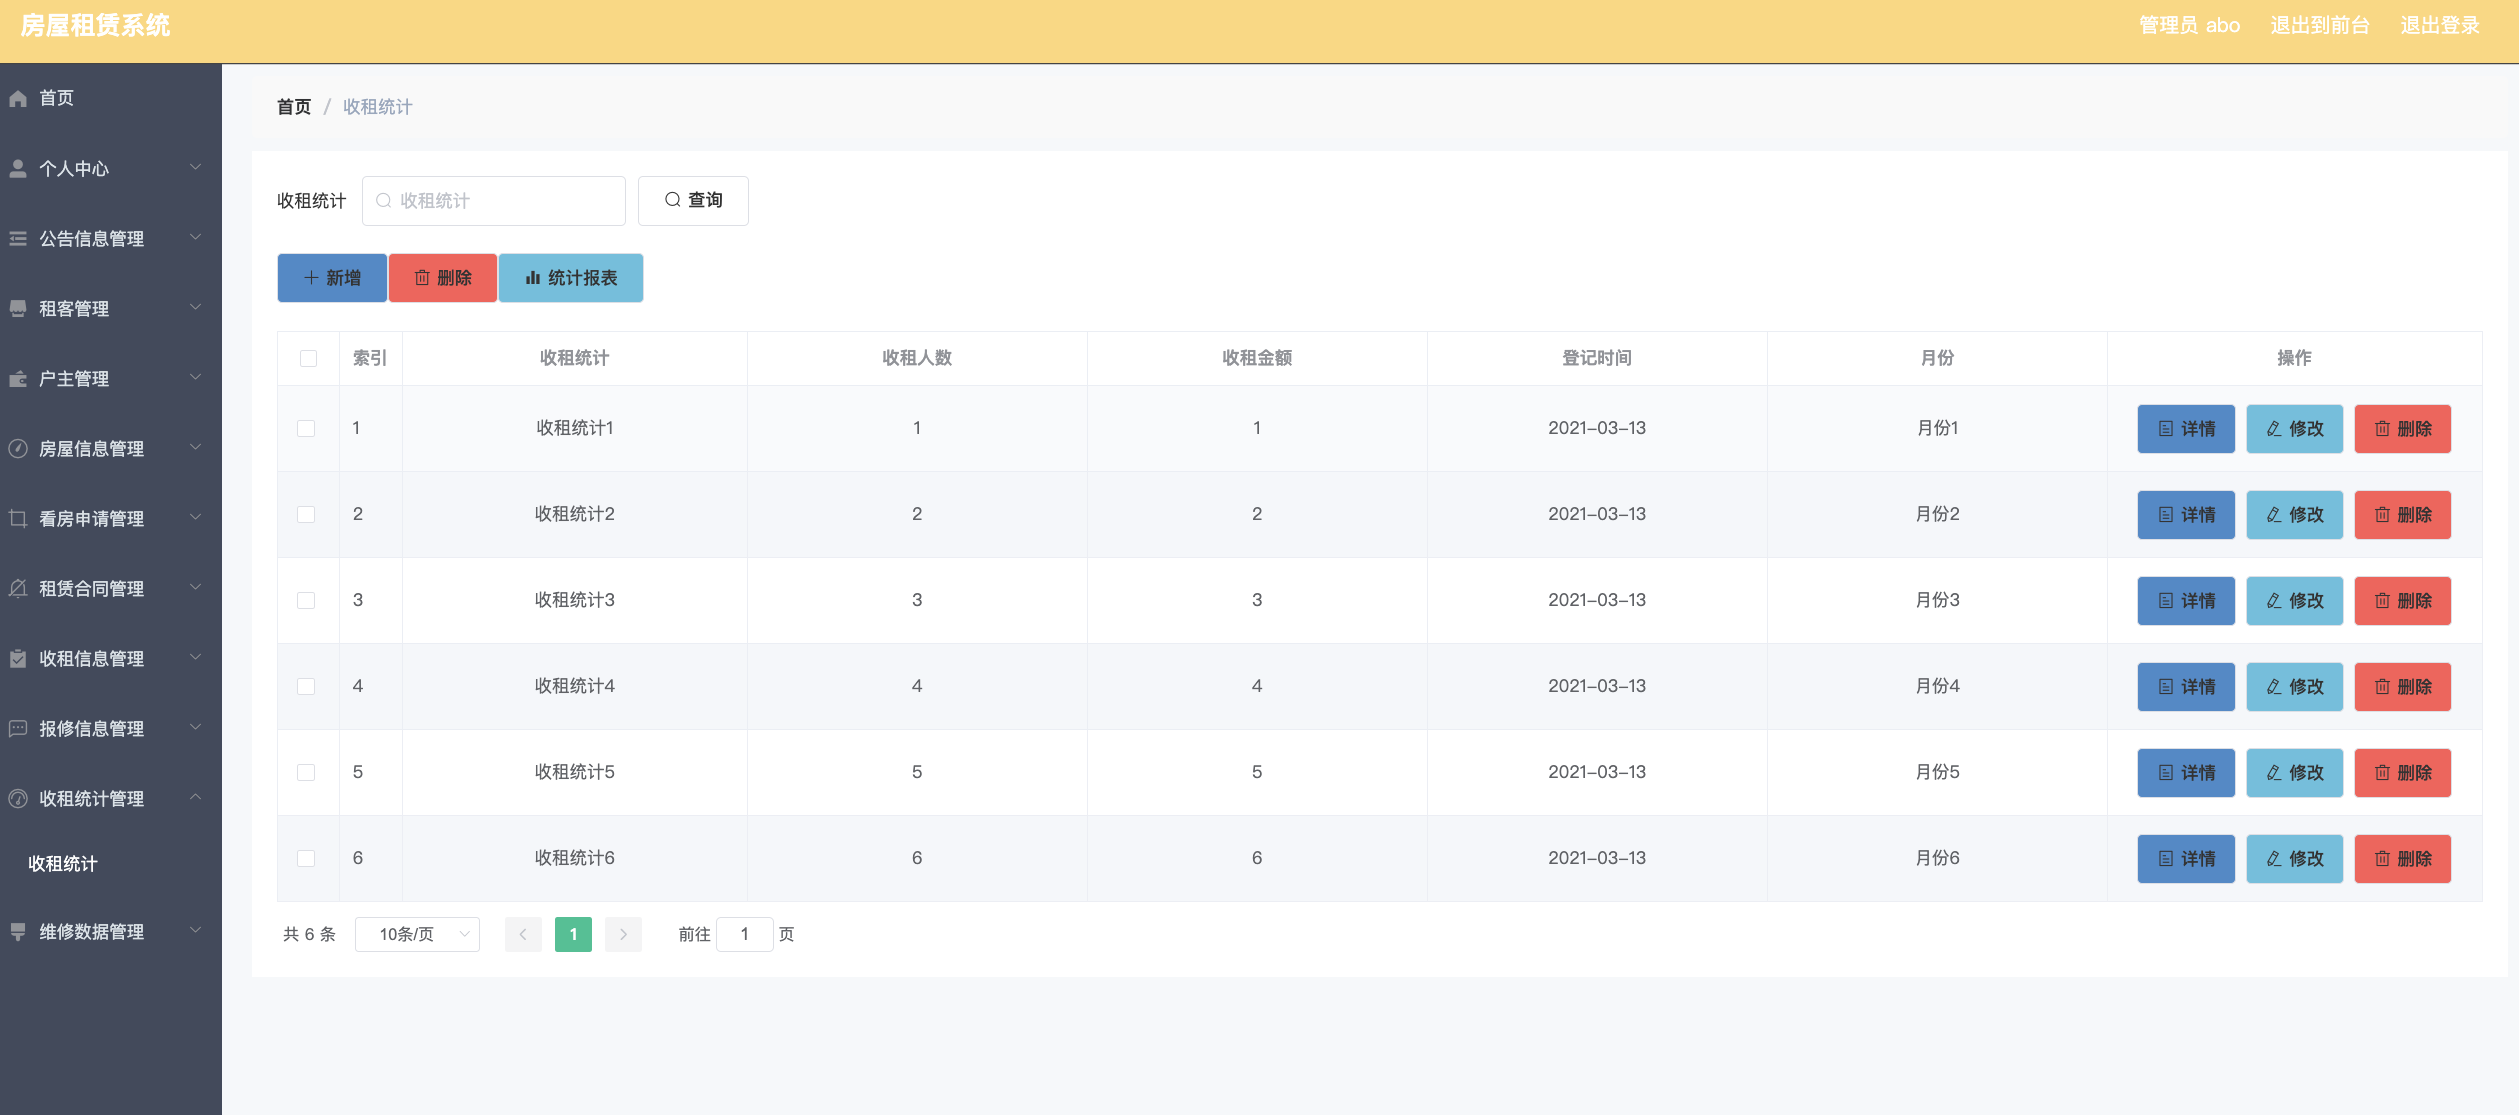 房屋租赁系统
管理员 abo 退出到前台 退出登录
首页
个人中心
公告信息管理
租客管理
户主管理
房屋信息管理
看房申请管理
租赁合同管理
收租信息管理
报修信息管理
收租统计管理
收租统计
维修数据管理
首页 / 收租统计
收租统计 收租统计 查询
新增 删除 统计报表
索引 收租统计 收租人数 收租金额 登记时间 月份 操作
1 收租统计1 1 1 2021-03-13 月份1 详情 修改 删除
2 收租统计2 2 2 2021-03-13 月份2 详情 修改 删除
3 收租统计3 3 3 2021-03-13 月份3 详情 修改 删除
4 收租统计4 4 4 2021-03-13 月份4 详情 修改 删除
5 收租统计5 5 5 2021-03-13 月份5 详情 修改 删除
6 收租统计6 6 6 2021-03-13 月份6 详情 修改 删除
共 6 条 10条/页 1 前往 1 页